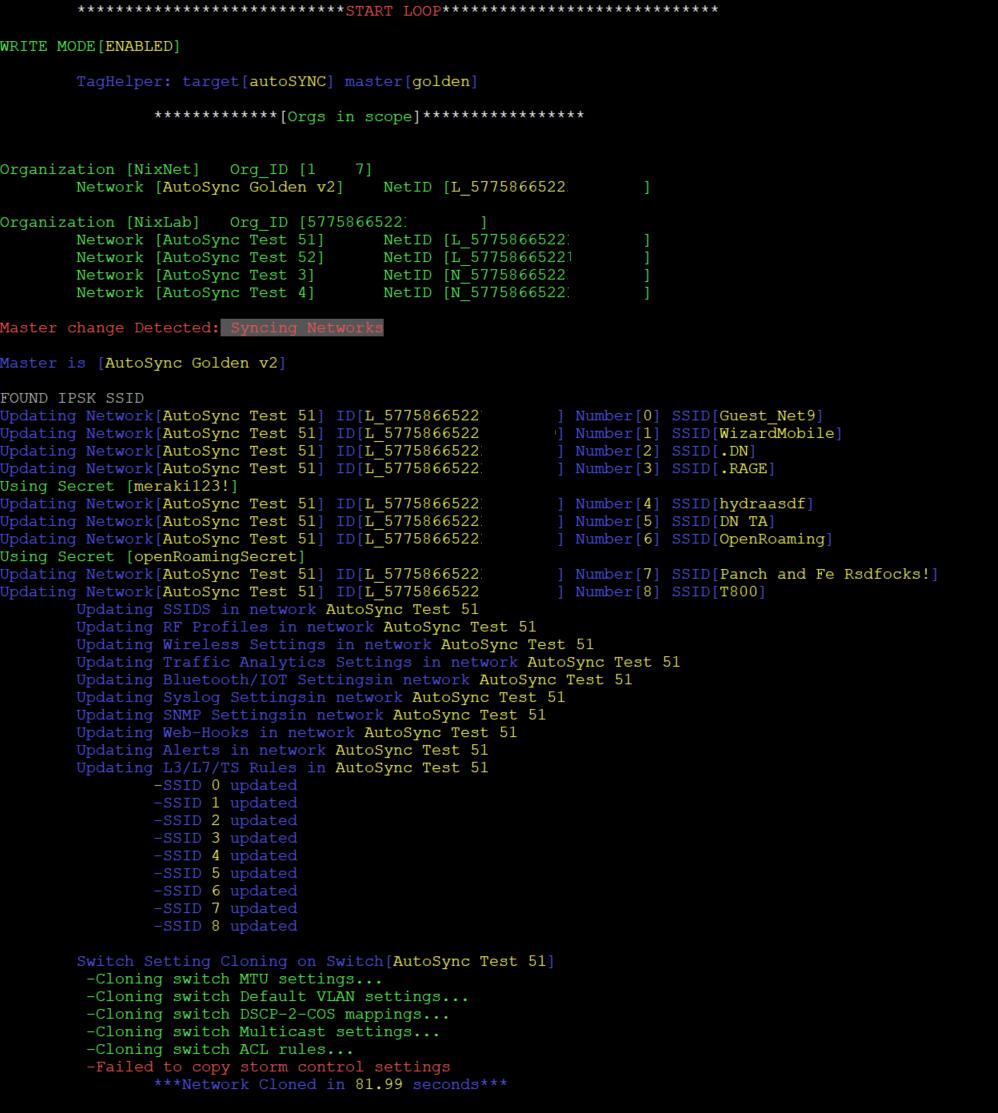 ****************************START LOOP*****************************
WRITE MODE[ENABLED]
TagHelper: target[autoSYNC] master[golden]
*************[Orgs in scope]*****************
Organization [NixNet] Org_ID [1 7]
Network [AutoSync Golden v2] NetID [L_57758665221 ]
Organization [NixLab] Org_ID [57758665221 ]
Network [AutoSync Test 51] NetID [L_57758665221 ]
Network [AutoSync Test 52] NetID [L_57758665221 ]
Network [AutoSync Test 3] NetID [N_57758665221 ]
Network [AutoSync Test 4] NetID [N_57758665221 ]
Master change Detected: Syncing Networks
Master is [AutoSync Golden v2]
FOUND IPSK SSID
Updating Network[AutoSync Test 51] ID[L_5775866522 ] Number[0] SSID[Guest_Net9]
Updating Network[AutoSync Test 51] ID[L_5775866522 ] Number[1] SSID[WizardMobile]
Updating Network[AutoSync Test 51] ID[L_5775866522 ] Number[2] SSID[.DN]
Updating Network[AutoSync Test 51] ID[L_5775866522 ] Number[3] SSID[.RAGE]
Using Secret [meraki123!]
Updating Network[AutoSync Test 51] ID[L_5775866522 ] Number[4] SSID[hydraasdf]
Updating Network[AutoSync Test 51] ID[L_5775866522 ] Number[5] SSID[DN TA]
Updating Network[AutoSync Test 51] ID[L_5775866522 ] Number[6] SSID[OpenRoaming]
Using Secret [openRoamingSecret]
Updating Network[AutoSync Test 51] ID[L_5775866522 ] Number[7] SSID[Panch and Fe Rsdfocks!]
Updating Network[AutoSync Test 51] ID[L_5775866522 ] Number[8] SSID[T800]
Updating SSIDS in network AutoSync Test 51
Updating RF Profiles in network AutoSync Test 51
Updating Wireless Settings in network AutoSync Test 51
Updating Traffic Analytics Settings in network AutoSync Test 51
Updating Bluetooth/IOT Settingsin network AutoSync Test 51
Updating Syslog Settingsin network AutoSync Test 51
Updating SNMP Settingsin network AutoSync Test 51
Updating Web-Hooks in network AutoSync Test 51
Updating Alerts in network AutoSync Test 51
Updating L3/L7/TS Rules in AutoSync Test 51
-SSID 0 updated
-SSID 1 updated
-SSID 2 updated
-SSID 3 updated
-SSID 4 updated
-SSID 5 updated
-SSID 6 updated
-SSID 7 updated
-SSID 8 updated
Switch Setting Cloning on Switch[AutoSync Test 51]
-Cloning switch MTU settings...
-Cloning switch Default VLAN settings...
-Cloning switch DSCP-2-COS mappings...
-Cloning switch Multicast settings...
-Cloning switch ACL rules...
-Failed to copy storm control settings
***Network Cloned in 81.99 seconds***